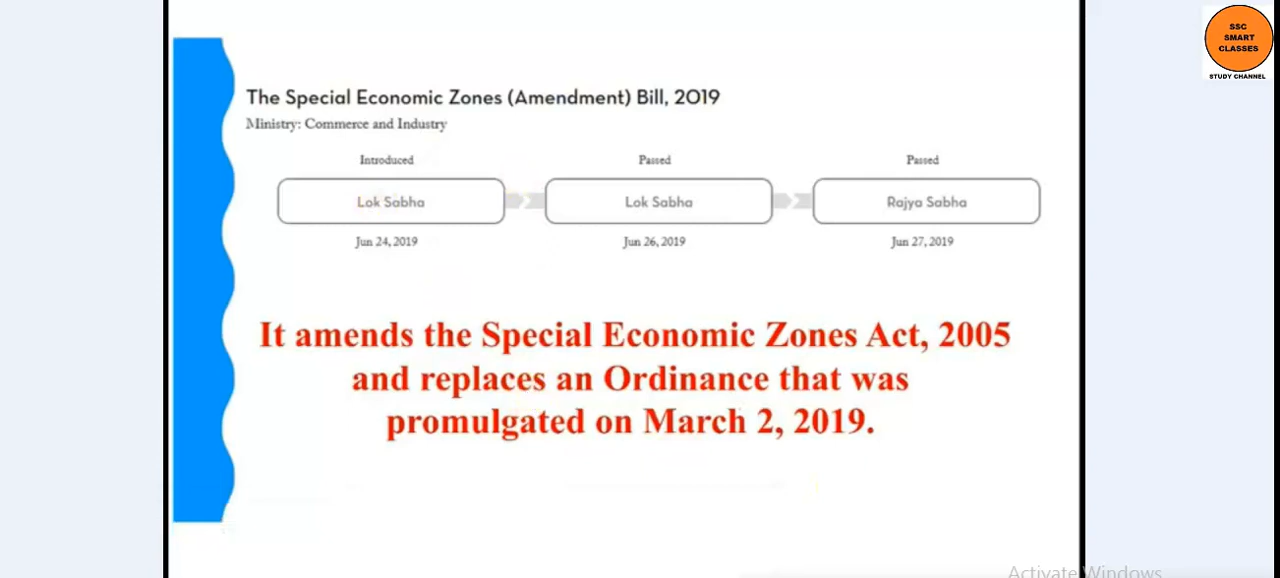 SSC
SMART
CLASSES
STUDY CHANNEL
The Special Economic Zones (Amendment) Bill, 2019
Ministry: Commerce and Industry
Introduced Passed Passed
Lok Sabha Lok Sabha Rajya Sabha
Jun 24, 2019 Jun 26, 2019 Jun 27, 2019
It amends the Special Economic Zones Act, 2005
and replaces an Ordinance that was
promulgated on March 2, 2019.
Activate Windows